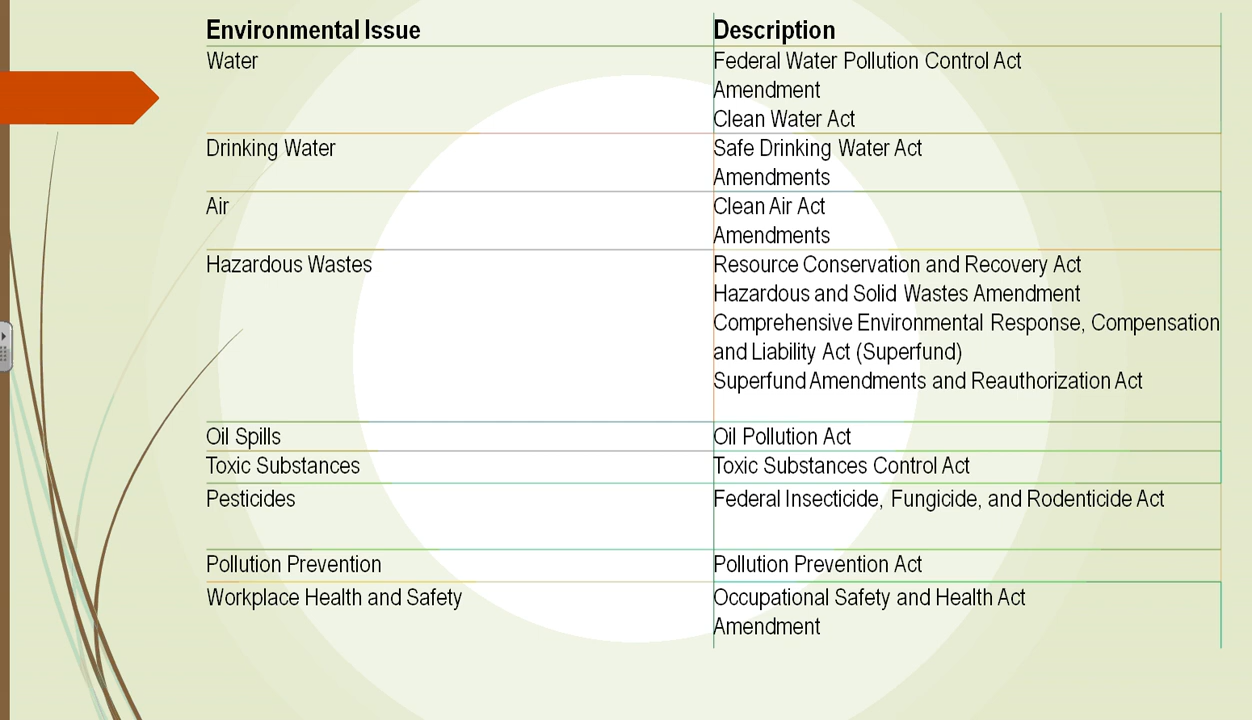 Environmental Issue Description
Water Federal Water Pollution Control Act
Amendment
Clean Water Act
Drinking Water Safe Drinking Water Act
Amendments
Air Clean Air Act
Amendments
Hazardous Wastes Resource Conservation and Recovery Act
Hazardous and Solid Wastes Amendment
Comprehensive Environmental Response, Compensation
and Liability Act (Superfund)
Superfund Amendments and Reauthorization Act
Oil Spills Oil Pollution Act
Toxic Substances Toxic Substances Control Act
Pesticides Federal Insecticide, Fungicide, and Rodenticide Act
Pollution Prevention Pollution Prevention Act
Workplace Health and Safety Occupational Safety and Health Act
Amendment